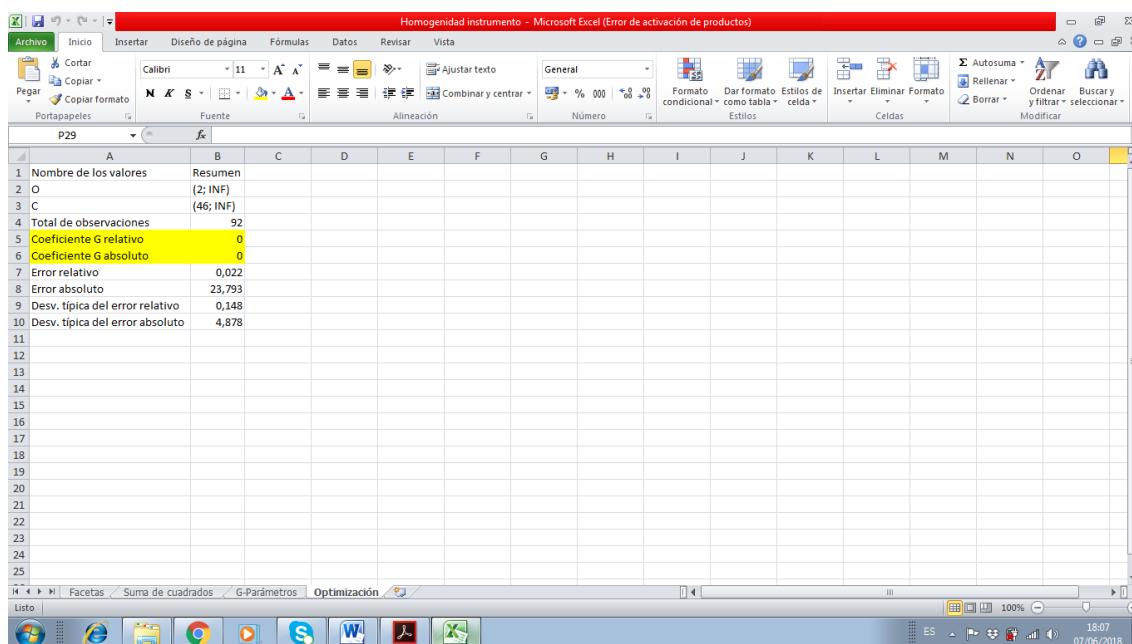 Homogenidad instrumento - Microsoft Excel (Error de activación de productos)
Archivo Inicio Insertar Diseño de página Fórmulas Datos Revisar Vista
Pegar
Cortar
Copiar
Copiar formato
Portapapeles
Calibri 11
N K S
Fuente
Ajustar texto
Combinar y centrar
Alineación
General
% 000
Número
Formato condicional
Dar formato como tabla
Estilos de celda
Estilos
Insertar Eliminar Formato
Celdas
Σ Autosuma
Rellenar
Borrar
Ordenar y filtrar
Buscar y seleccionar
Modificar
P29 fx
A B C D E F G H I J K L M N O
1 Nombre de los valores Resumen
2 O (2; INF)
3 C (46; INF)
4 Total de observaciones 92
5 Coeficiente G relativo 0
6 Coeficiente G absoluto 0
7 Error relativo 0,022
8 Error absoluto 23,793
9 Desv. típica del error relativo 0,148
10 Desv. típica del error absoluto 4,878
11
12
13
14
15
16
17
18
19
20
21
22
23
24
25
Facetas Suma de cuadrados G-Parámetros Optimización
Listo 100%
ES 18:07
07/06/2018